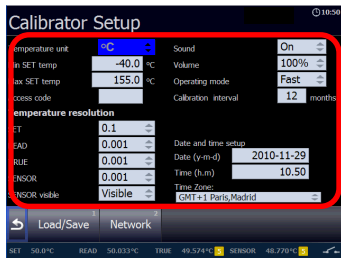 Calibrator Setup 10:50
Temperature unit °C
Min SET temp -40.0 °C
Max SET temp 155.0 °C
Access code
Temperature resolution
SET 0.1
READ 0.001
TRUE 0.001
SENSOR 0.001
SENSOR visible Visible
Sound On
Volume 100%
Operating mode Fast
Calibration interval 12 months
Date and time setup
Date (y-m-d) 2010-11-29
Time (h.m) 10.50
Time Zone:
GMT+1 Paris,Madrid
Load/Save 1 Network 2
SET 50.0°C READ 50.033°C TRUE 49.574°C S SENSOR 48.770°C S